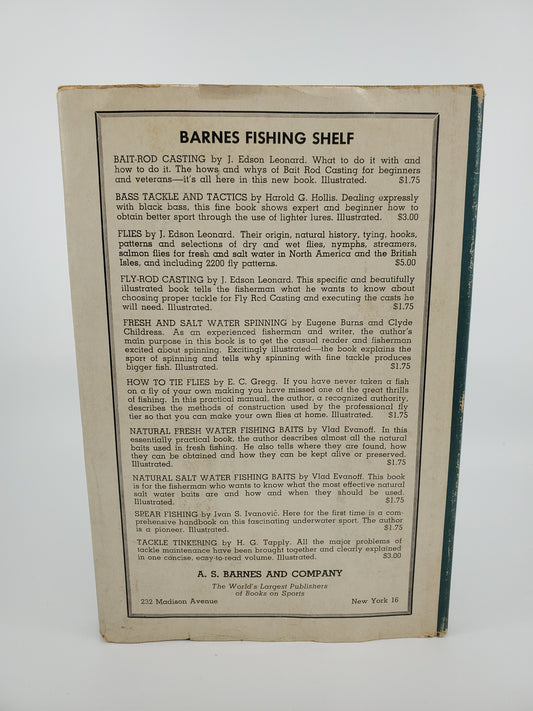 BARNES FISHING SHELF
BAIT-ROD CASTING by J. Edson Leonard. What to do it with and
how to do it. The hows and whys of Bait Rod Casting for beginners
and veterans—it's all here in this new book. Illustrated. $1.75
BASS TACKLE AND TACTICS by Harold G. Hollis. Dealing expressly
with black bass, this fine book shows expert and beginner how to
obtain better sport through the use of lighter lures. Illustrated. $3.00
FLIES by J. Edson Leonard. Their origin, natural history, tying, hooks,
patterns and selections of dry and wet flies, nymphs, streamers,
salmon flies for fresh and salt water in North America and the British
Isles, and including 2200 fly patterns. $5.00
FLY-ROD CASTING by J. Edson Leonard. This specific and beautifully
illustrated book tells the fisherman what he wants to know about
choosing proper tackle for Fly Rod Casting and executing the casts he
will need. Illustrated. $1.75
FRESH AND SALT WATER SPINNING by Eugene Burns and Clyde
Childress. As an experienced fisherman and writer, the author's
main purpose in this book is to get the casual reader and fisherman
excited about spinning. Excitingly illustrated—the book explains the
sport of spinning and tells why spinning with fine tackle produces
bigger fish. Illustrated. $1.75
HOW TO TIE FLIES by E. C. Gregg. If you have never taken a fish
on a fly of your own making you have missed one of the great thrills
of fishing. In this practical manual, the author, a recognized authority,
describes the methods of construction used by the professional fly
tier so that you can make your own flies at home. Illustrated. $1.75
NATURAL FRESH WATER FISHING BAITS by Vlad Evanoff. In this
essentially practical book, the author describes almost all the natural
baits used in fresh fishing. He also tells where they are found, how
they can be obtained and how they can be kept alive or preserved.
Illustrated. $1.75
NATURAL SALT WATER FISHING BAITS by Vlad Evanoff. This book
is for the fisherman who wants to know what the most effective natural
salt water baits are and how and when they should be used.
Illustrated. $1.75
SPEAR FISHING by Ivan S. Ivanović. Here for the first time is a com-
prehensive handbook on this fascinating underwater sport. The author
is a pioneer. Illustrated. $1.75
TACKLE TINKERING by H. G. Tapply. All the major problems of
tackle maintenance have been brought together and clearly explained
in one concise, easy-to-read volume. Illustrated. $3.00
A. S. BARNES AND COMPANY
The World's Largest Publishers
of Books on Sports
232 Madison Avenue New York 16